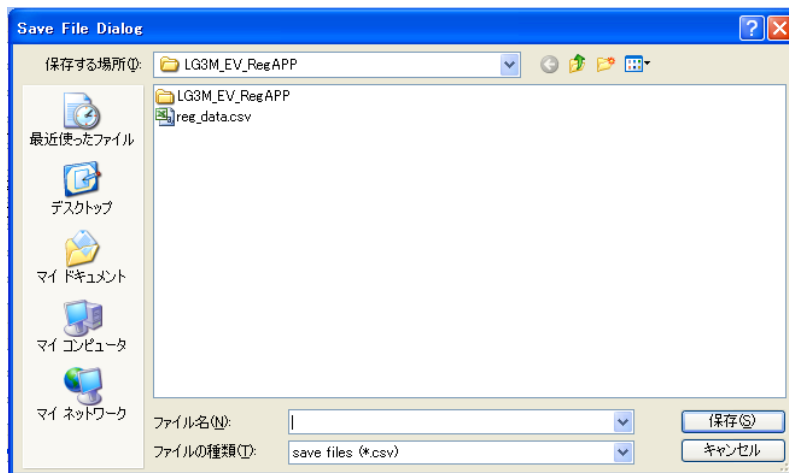 Save File Dialog
保存する場所(I):
LG3M_EV_RegAPP
最近使ったファイル
デスクトップ
マイ ドキュメント
マイ コンピュータ
マイ ネットワーク
LG3M_EV_RegAPP
reg_data.csv
ファイル名(N):
保存(S)
ファイルの種類(T):
save files (*.csv)
キャンセル